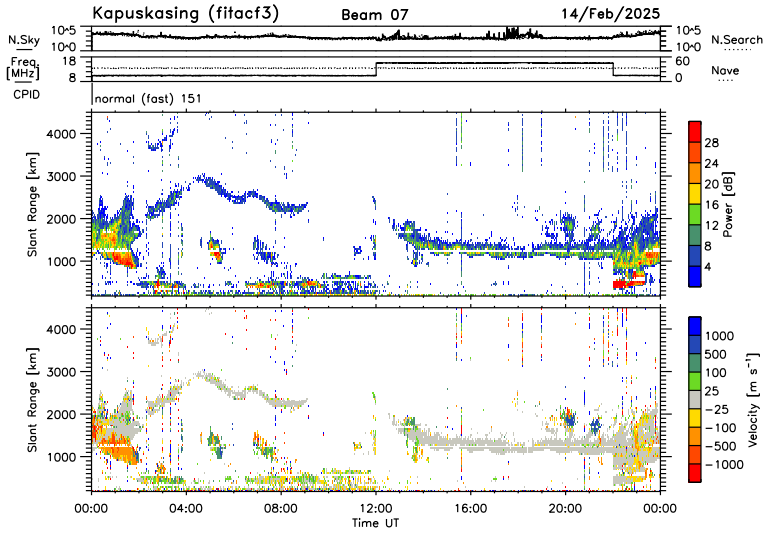 Kapuskasing (fitacf3) Beam 07 14/Feb/2025
N.Sky 10+5 10+0 10+5 10+0 N.Search
Freq. [MHz] 18 8 60 0 Nave
CPID normal (fast) 151
Slant Range [km] 4000 3000 2000 1000
28 24 20 16 12 8 4 Power [dB]
Slant Range [km] 4000 3000 2000 1000
1000 500 100 25 -25 -100 -500 -1000 Velocity [m s⁻¹]
00:00 04:00 08:00 12:00 16:00 20:00 00:00
Time UT